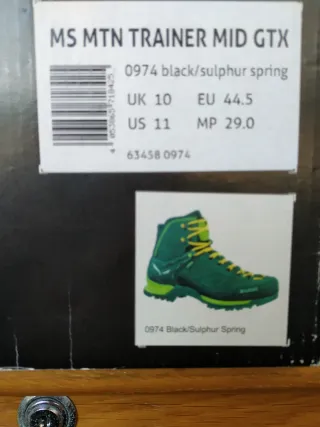 MS MTN TRAINER MID GTX
0974 black/sulphur spring
UK 10 EU 44.5
US 11 MP 29.0
63458 0974
0974 Black/Sulphur Spring